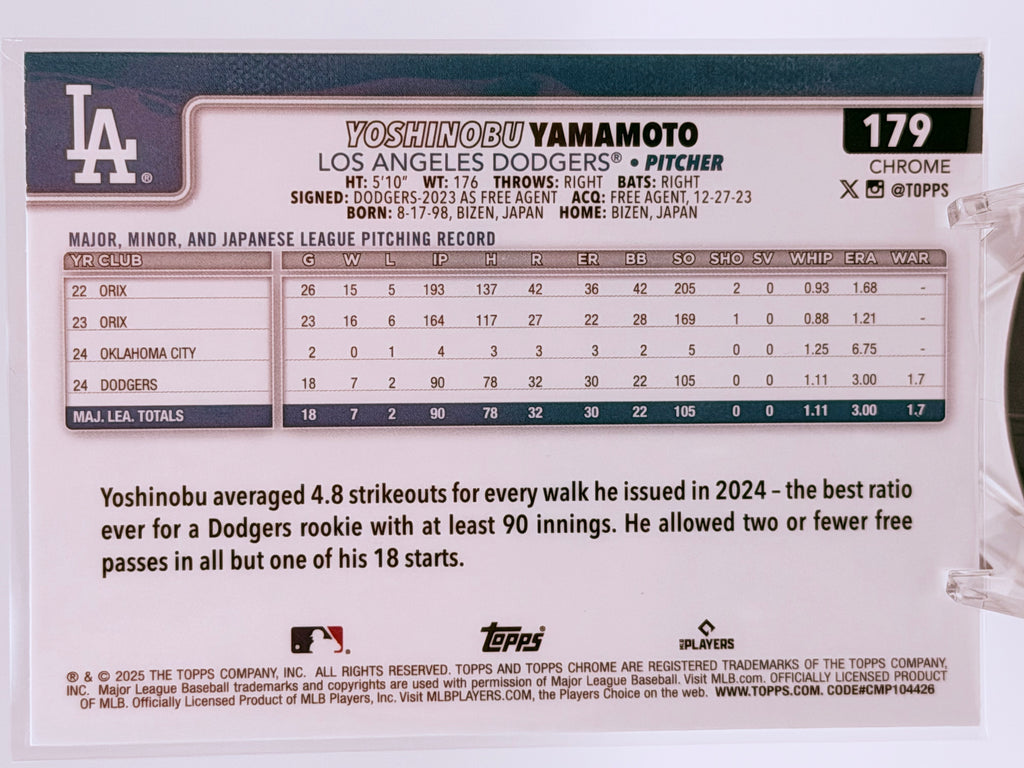 LA®
YOSHINOBU YAMAMOTO
179
LOS ANGELES DODGERS® • PITCHER
CHROME
HT: 5'10" WT: 176 THROWS: RIGHT BATS: RIGHT
X @TOPPS
SIGNED: DODGERS-2023 AS FREE AGENT ACQ: FREE AGENT, 12-27-23
BORN: 8-17-98, BIZEN, JAPAN HOME: BIZEN, JAPAN
MAJOR, MINOR, AND JAPANESE LEAGUE PITCHING RECORD
YR CLUB G W L IP H R ER BB SO SHO SV WHIP ERA WAR
22 ORIX 26 15 5 193 137 42 36 42 205 2 0 0.93 1.68 -
23 ORIX 23 16 6 164 117 27 22 28 169 1 0 0.88 1.21 -
24 OKLAHOMA CITY 2 0 1 4 3 3 3 2 5 0 0 1.25 6.75 -
24 DODGERS 18 7 2 90 78 32 30 22 105 0 0 1.11 3.00 1.7
MAJ. LEA. TOTALS 18 7 2 90 78 32 30 22 105 0 0 1.11 3.00 1.7
Yoshinobu averaged 4.8 strikeouts for every walk he issued in 2024 – the best ratio
ever for a Dodgers rookie with at least 90 innings. He allowed two or fewer free
passes in all but one of his 18 starts.
Topps®
MLB PLAYERS
® & © 2025 THE TOPPS COMPANY, INC. ALL RIGHTS RESERVED. TOPPS AND TOPPS CHROME ARE REGISTERED TRADEMARKS OF THE TOPPS COMPANY,
INC. Major League Baseball trademarks and copyrights are used with permission of Major League Baseball. Visit MLB.com. OFFICIALLY LICENSED PRODUCT
OF MLB. Officially Licensed Product of MLB Players, Inc. Visit MLBPLAYERS.COM, the Players Choice on the web. WWW.TOPPS.COM. CODE#CMP104426